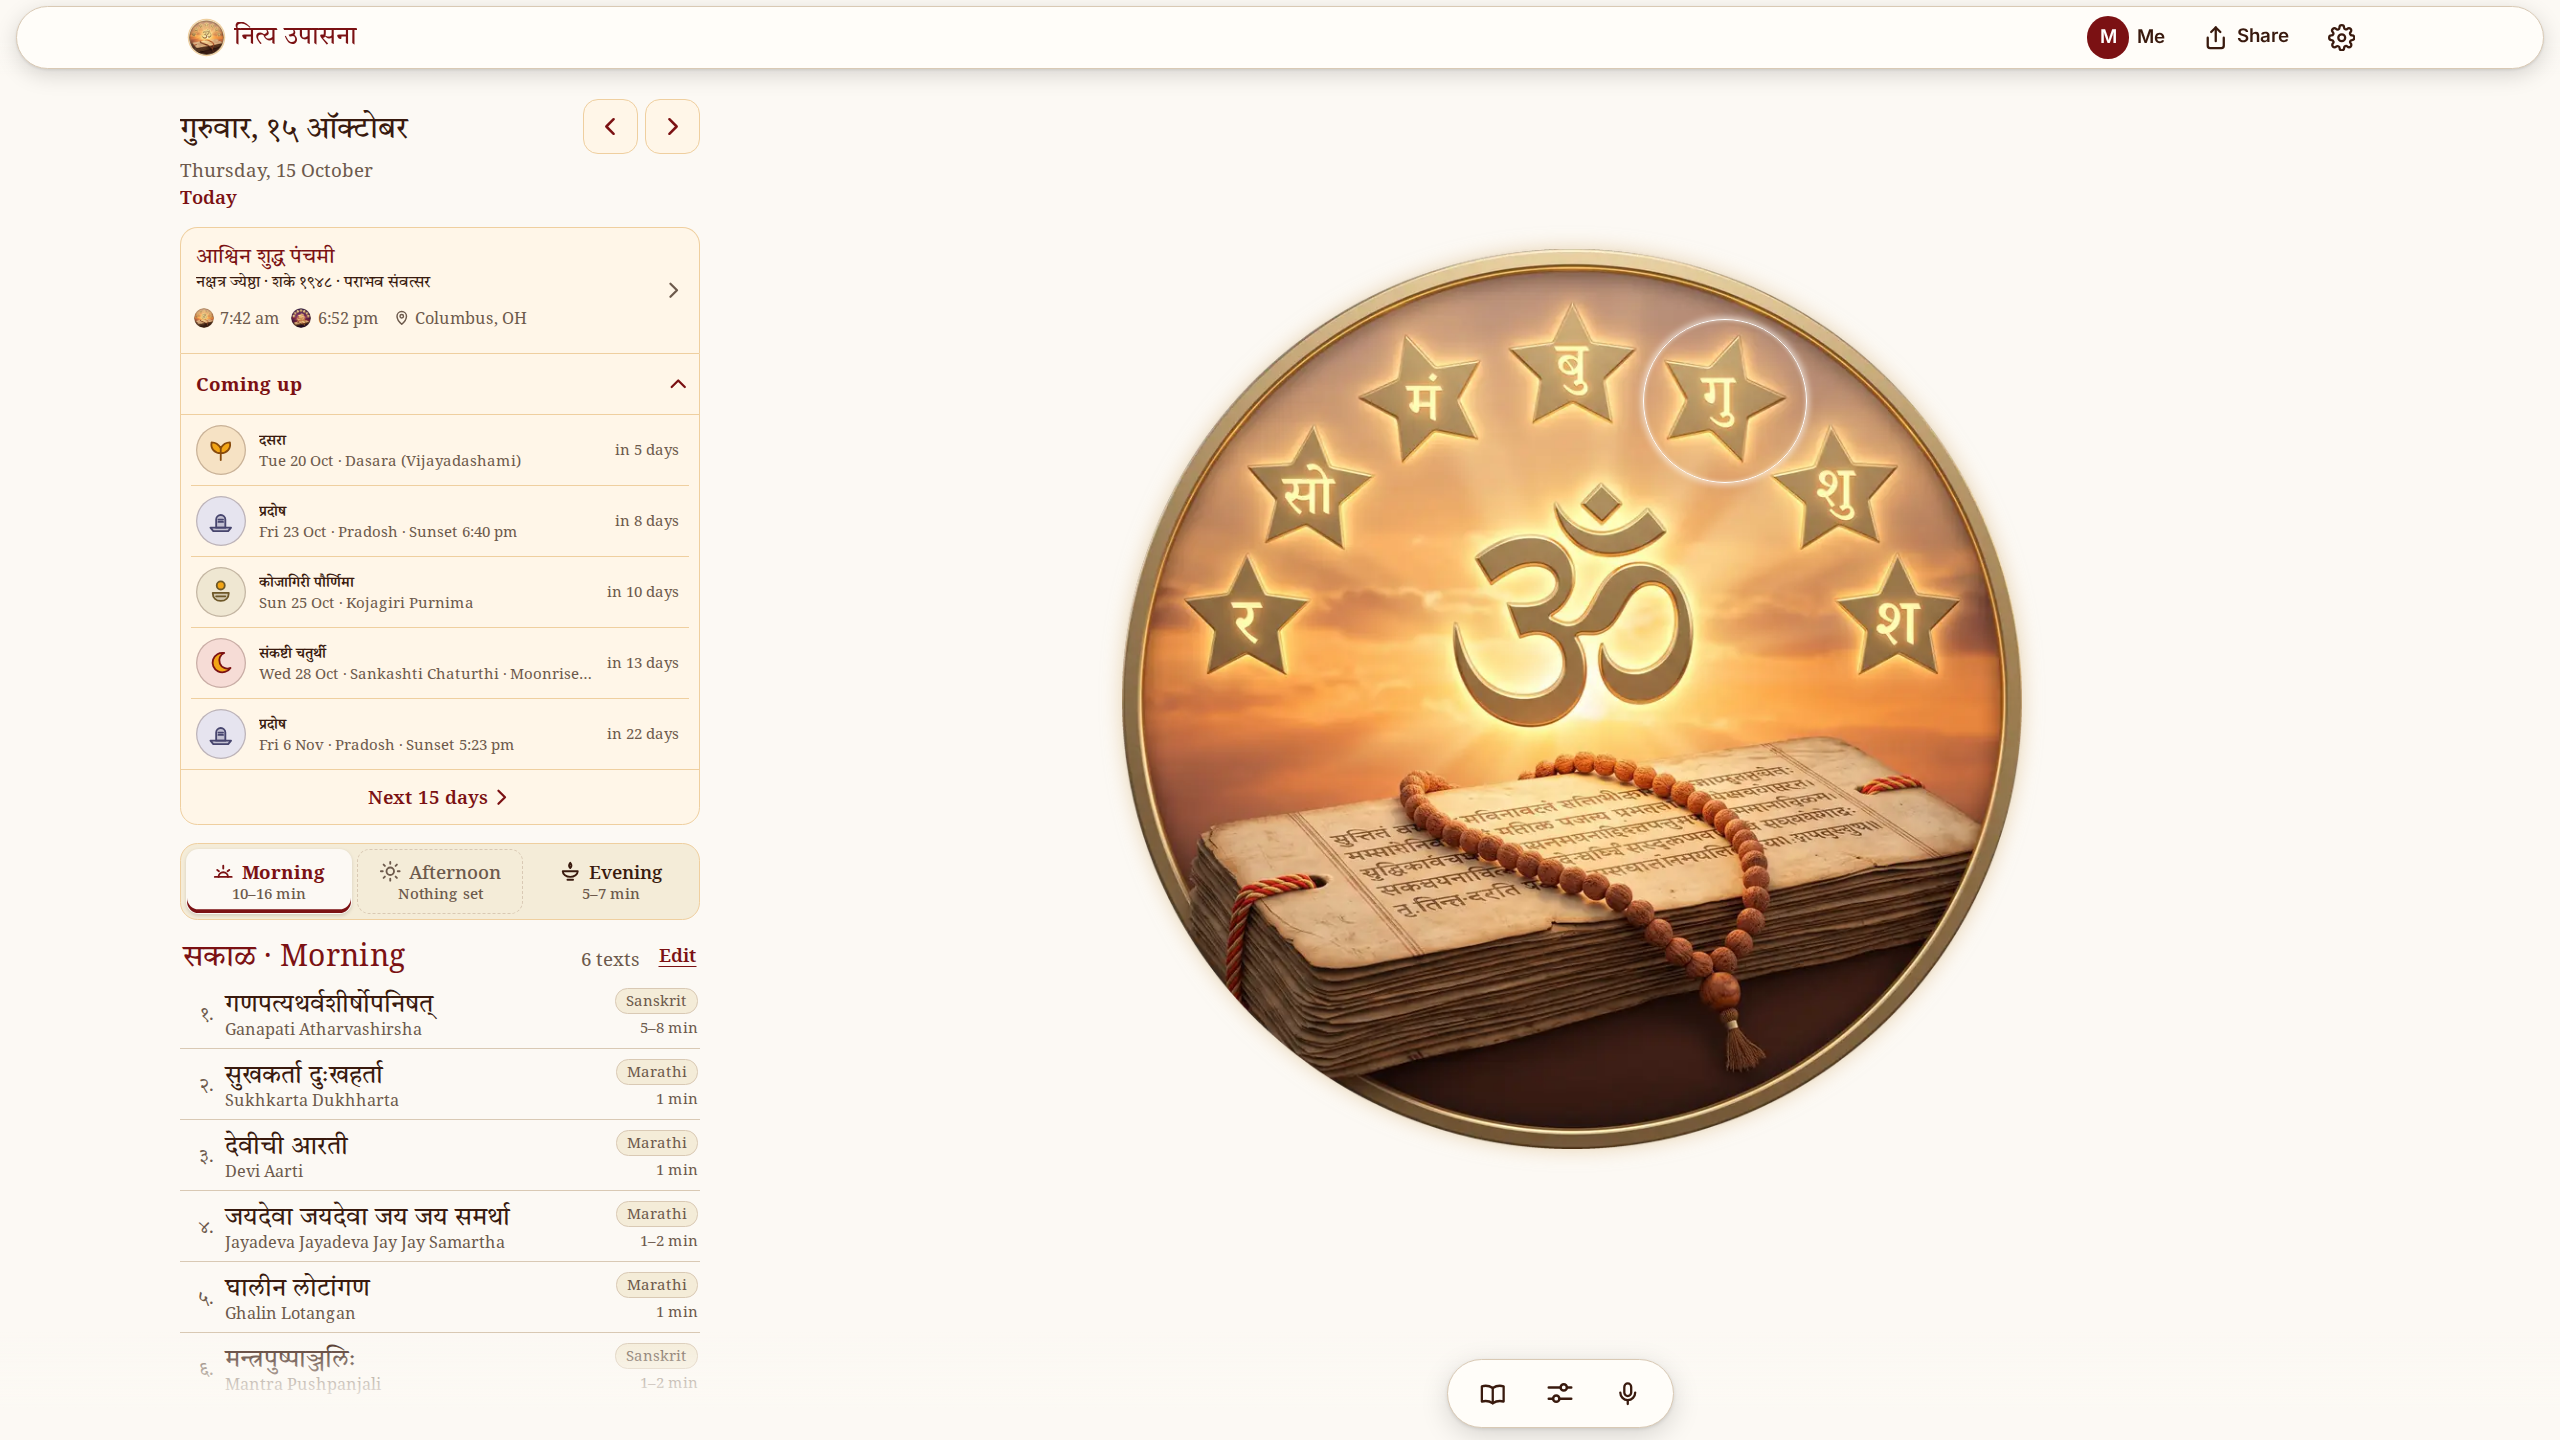 नित्य उपासना
M Me Share
गुरुवार, १५ ऑक्टोबर
Thursday, 15 October
Today
आश्विन शुद्ध पंचमी
नक्षत्र ज्येष्ठा · शके १९४८ · पराभव संवत्सर
7:42 am 6:52 pm Columbus, OH
Coming up
दसरा
Tue 20 Oct · Dasara (Vijayadashami) in 5 days
प्रदोष
Fri 23 Oct · Pradosh · Sunset 6:40 pm in 8 days
कोजागिरी पौर्णिमा
Sun 25 Oct · Kojagiri Purnima in 10 days
संकष्टी चतुर्थी
Wed 28 Oct · Sankashti Chaturthi · Moonrise... in 13 days
प्रदोष
Fri 6 Nov · Pradosh · Sunset 5:23 pm in 22 days
Next 15 days
Morning Afternoon Evening
10–16 min Nothing set 5–7 min
सकाळ · Morning 6 texts Edit
१. गणपत्यथर्वशीर्षोपनिषत् Sanskrit
Ganapati Atharvashirsha 5–8 min
२. सुखकर्ता दुःखहर्ता Marathi
Sukhkarta Dukhharta 1 min
३. देवीची आरती Marathi
Devi Aarti 1 min
४. जयदेवा जयदेवा जय जय समर्था Marathi
Jayadeva Jayadeva Jay Jay Samartha 1–2 min
५. घालीन लोटांगण Marathi
Ghalin Lotangan 1 min
६. मन्त्रपुष्पाञ्जलिः Sanskrit
Mantra Pushpanjali 1–2 min
र सो मं बु गु शु श
ॐ